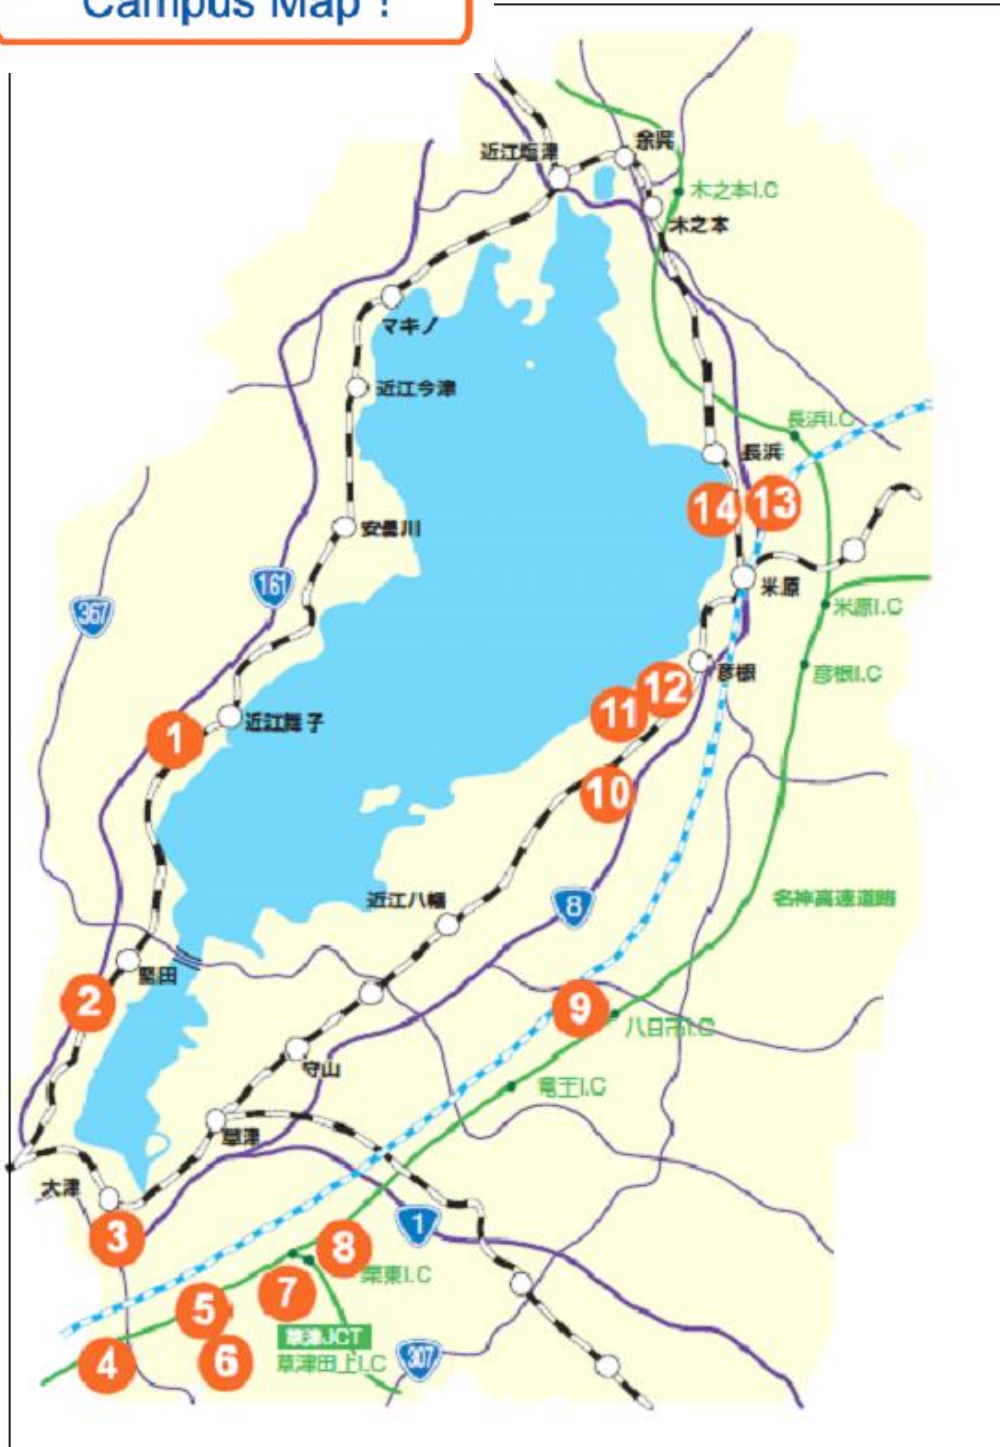 Campus Map !
余呉
近江塩津
木之本I.C
木之本
マキノ
近江今津
長浜I.C
長浜
14
13
安曇川
161
367
米原
米原I.C
彦根
彦根I.C
12
11
近江舞子
1
10
近江八幡
8
名神高速道路
堅田
2
9
八日市I.C
守山
竜王I.C
草津
大津
3
1
8
栗東I.C
7
5
草津JCT
4
6
草津田上I.C
307